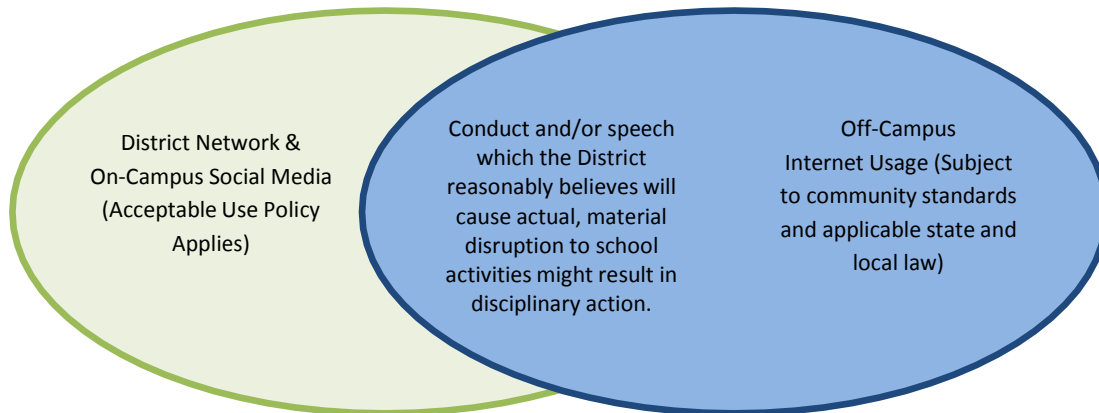 District Network &
On-Campus Social Media
(Acceptable Use Policy
Applies)
Conduct and/or speech
which the District
reasonably believes will
cause actual, material
disruption to school
activities might result in
disciplinary action.
Off-Campus
Internet Usage (Subject
to community standards
and applicable state and
local law)